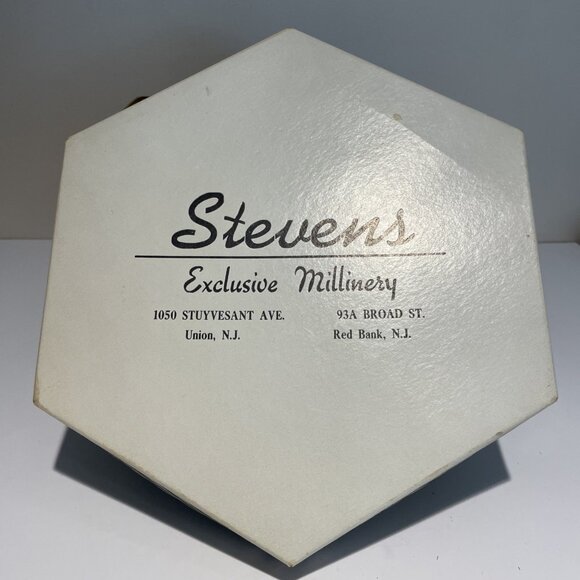 Stevens
Exclusive Millinery
1050 STUYVESANT AVE. 93A BROAD ST.
Union, N.J. Red Bank, N.J.